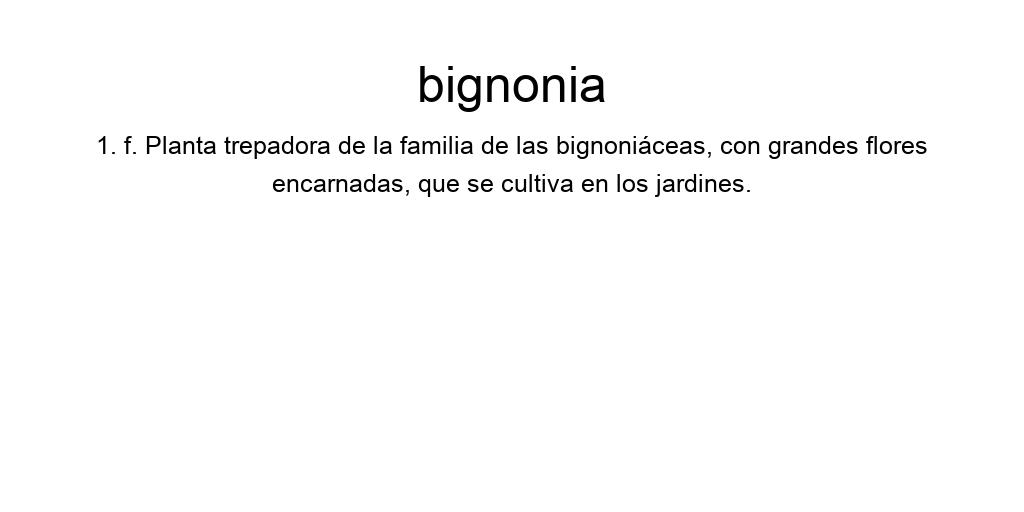 bignonia
1. f. Planta trepadora de la familia de las bignoniáceas, con grandes flores
encarnadas, que se cultiva en los jardines.